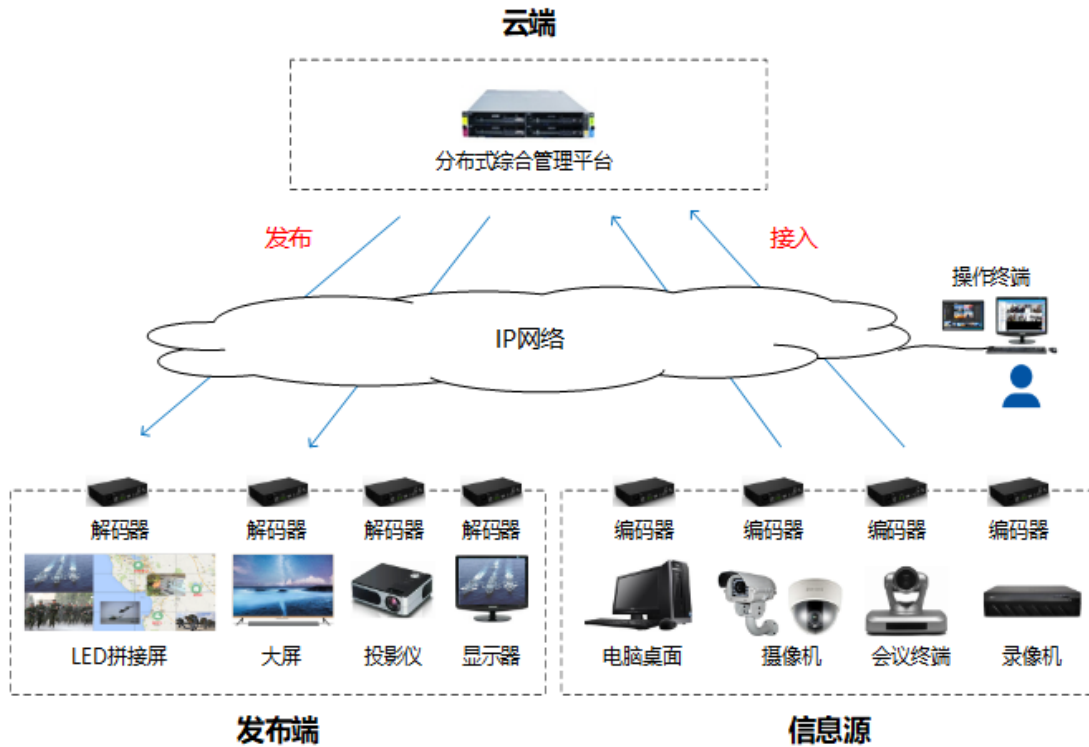 云端
分布式综合管理平台
发布
接入
操作终端
IP网络
解码器
解码器
解码器
解码器
编码器
编码器
编码器
编码器
LED拼接屏
大屏
投影仪
显示器
电脑桌面
摄像机
会议终端
录像机
发布端
信息源